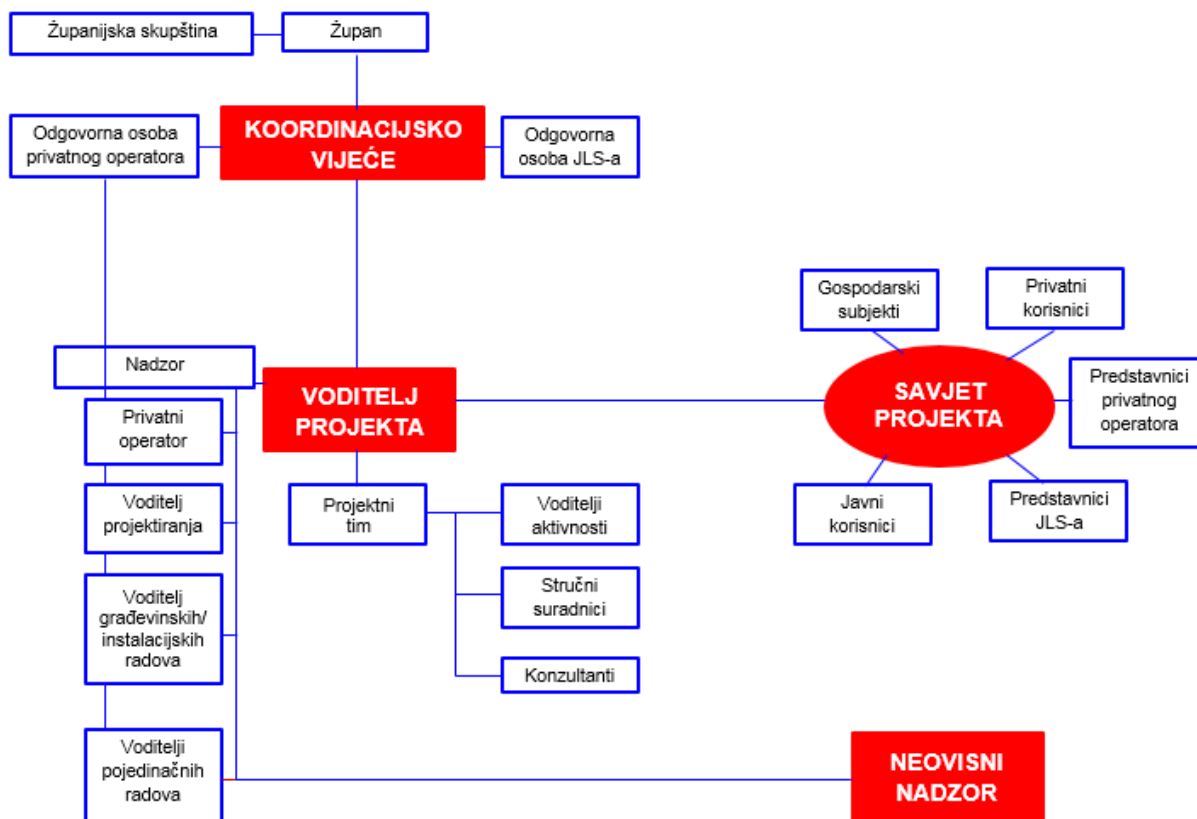 Županijska skupština
Župan
Odgovorna osoba
privatnog operatora
KOORDINACIJSKO
VIJEĆE
Odgovorna
osoba JLS-a
Gospodarski
subjekti
Privatni
korisnici
Nadzor
VODITELJ
PROJEKTA
SAVJET
PROJEKTA
Predstavnici
privatnog
operatora
Privatni
operator
Voditelj
projektiranja
Projektni
tim
Voditelji
aktivnosti
Javni
korisnici
Predstavnici
JLS-a
Voditelj
građevinskih/
instalacijskih
radova
Stručni
suradnici
Konzultanti
Voditelji
pojedinačnih
radova
NEOVISNI
NADZOR